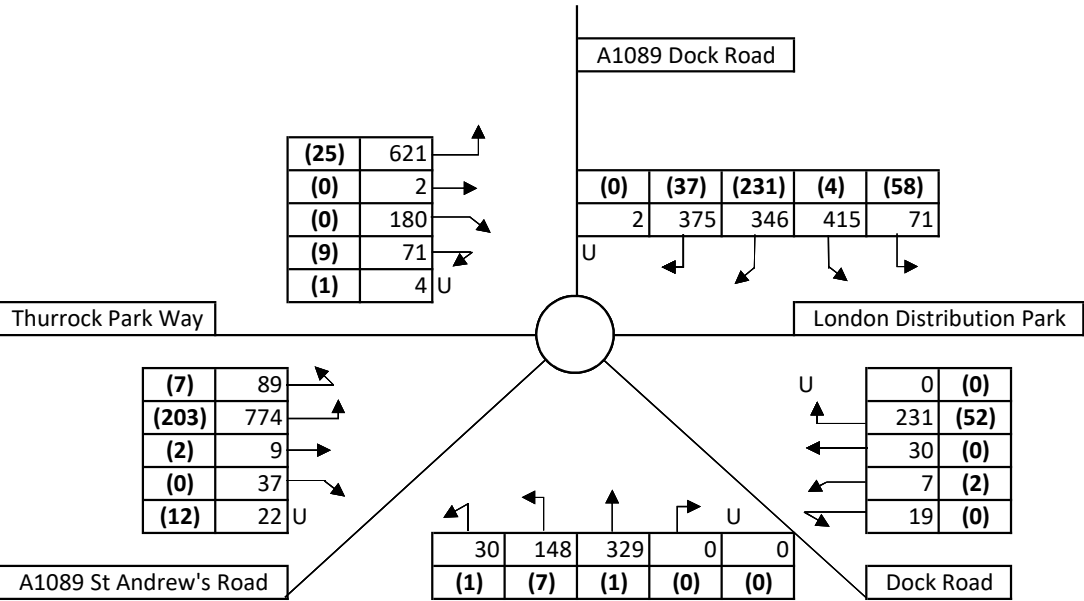 A1089 Dock Road
(25) 621
(0) 2
(0) 180
(9) 71
(1) 4 U
(0) (37) (231) (4) (58)
2 375 346 415 71
U
Thurrock Park Way
London Distribution Park
(7) 89
(203) 774
(2) 9
(0) 37
(12) 22 U
U 0 (0)
231 (52)
30 (0)
7 (2)
19 (0)
U
30 148 329 0 0
(1) (7) (1) (0) (0)
A1089 St Andrew's Road
Dock Road